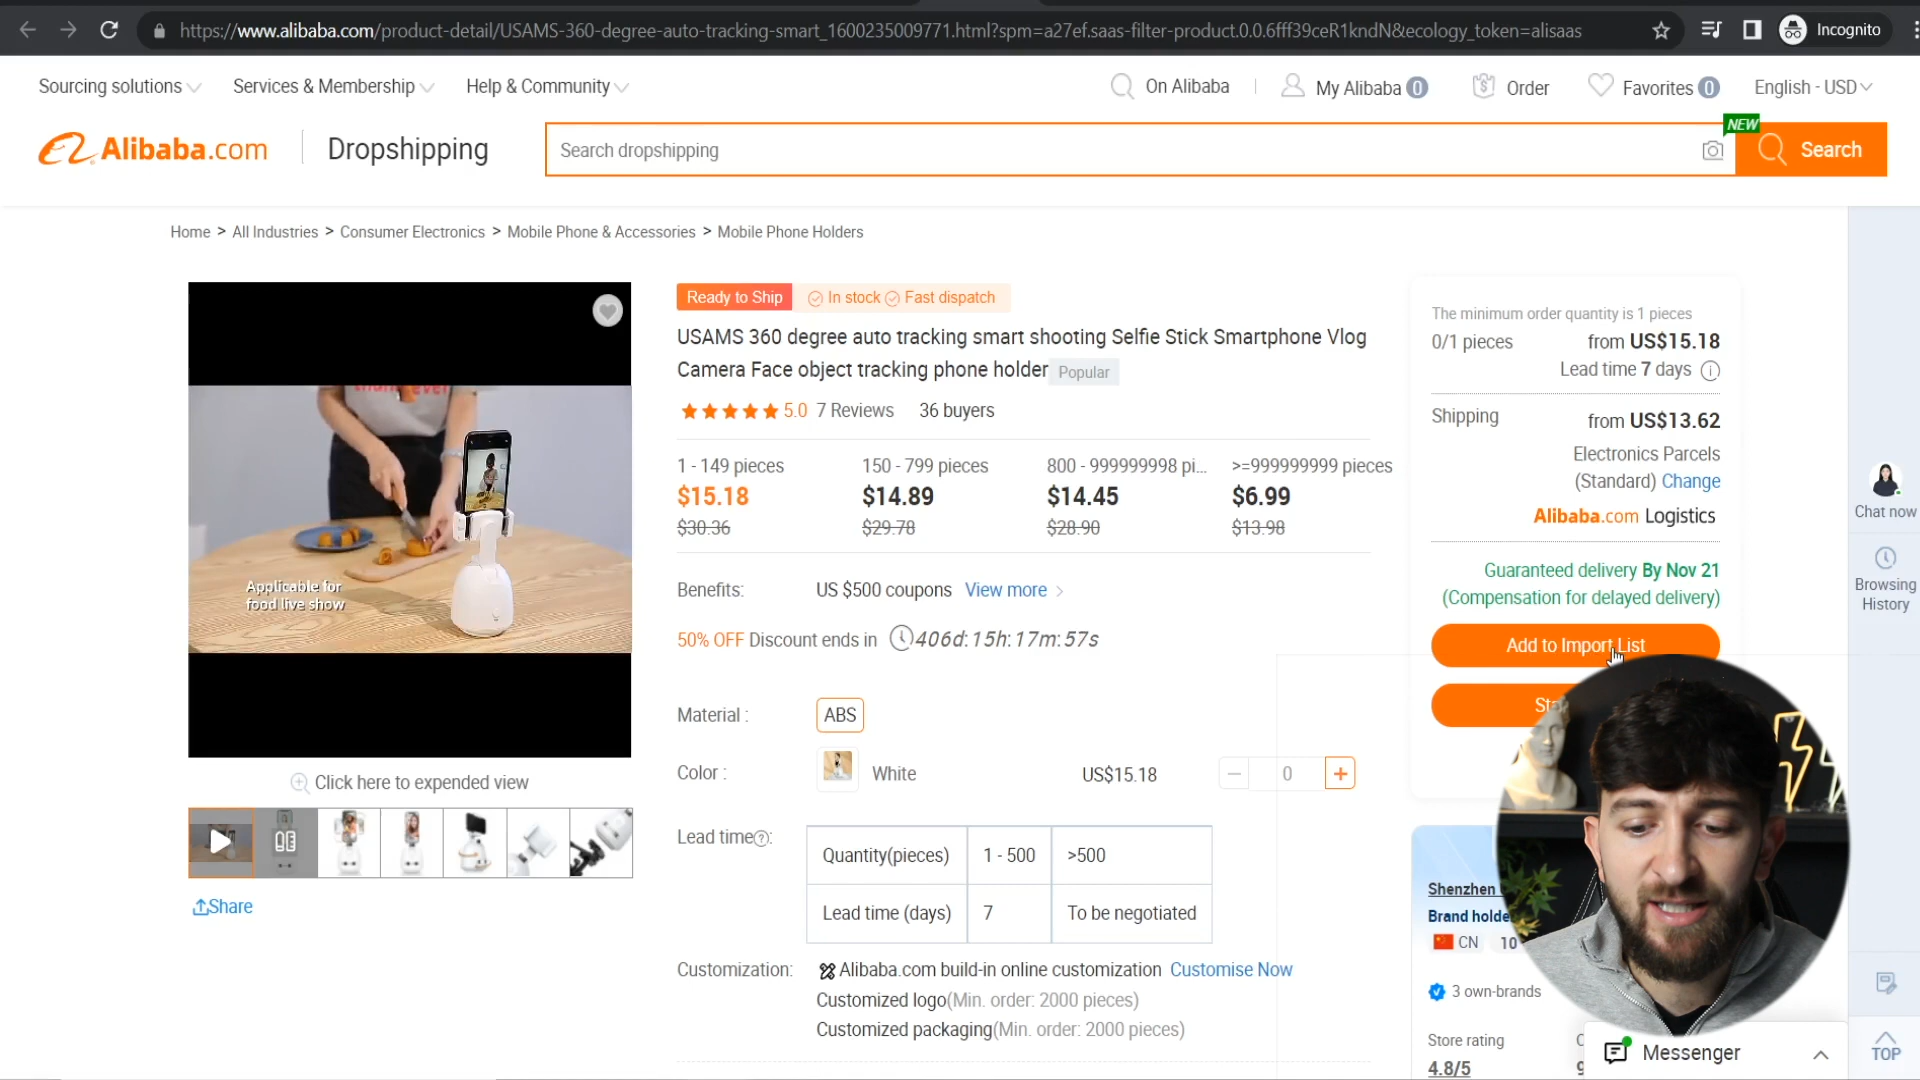 https://www.alibaba.com/product-detail/USAMS-360-degree-auto-tracking-smart_1600235009771.html?spm=a27ef.saas-filter-product.0.0.6fff39ceR1kndN&ecology_token=alisaas
Incognito
Sourcing solutions
Services & Membership
Help & Community
On Alibaba
My Alibaba 0
Order
Favorites 0
English - USD
Alibaba.com
Dropshipping
Search dropshipping
NEW
Search
Home > All Industries > Consumer Electronics > Mobile Phone & Accessories > Mobile Phone Holders
Applicable for
food live show
Click here to expended view
Share
Ready to Ship
In stock
Fast dispatch
USAMS 360 degree auto tracking smart shooting Selfie Stick Smartphone Vlog
Camera Face object tracking phone holder Popular
5.0 7 Reviews 36 buyers
1 - 149 pieces 150 - 799 pieces 800 - 999999998 pi... >=999999999 pieces
$15.18 $14.89 $14.45 $6.99
$30.36 $29.78 $28.90 $13.98
Benefits: US $500 coupons View more >
50% OFF Discount ends in 406d:15h:17m:57s
Material : ABS
Color : White US$15.18 − 0 +
Lead time?:
Quantity(pieces) 1 - 500 >500
Lead time (days) 7 To be negotiated
Customization: Alibaba.com build-in online customization Customise Now
Customized logo(Min. order: 2000 pieces)
Customized packaging(Min. order: 2000 pieces)
The minimum order quantity is 1 pieces
0/1 pieces from US$15.18
Lead time 7 days
Shipping from US$13.62
Electronics Parcels
(Standard) Change
Alibaba.com Logistics
Guaranteed delivery By Nov 21
(Compensation for delayed delivery)
Add to Import List
Shenzhen
Brand holde
CN 10
3 own-brands
Store rating
4.8/5
Chat now
Browsing
History
Messenger
TOP